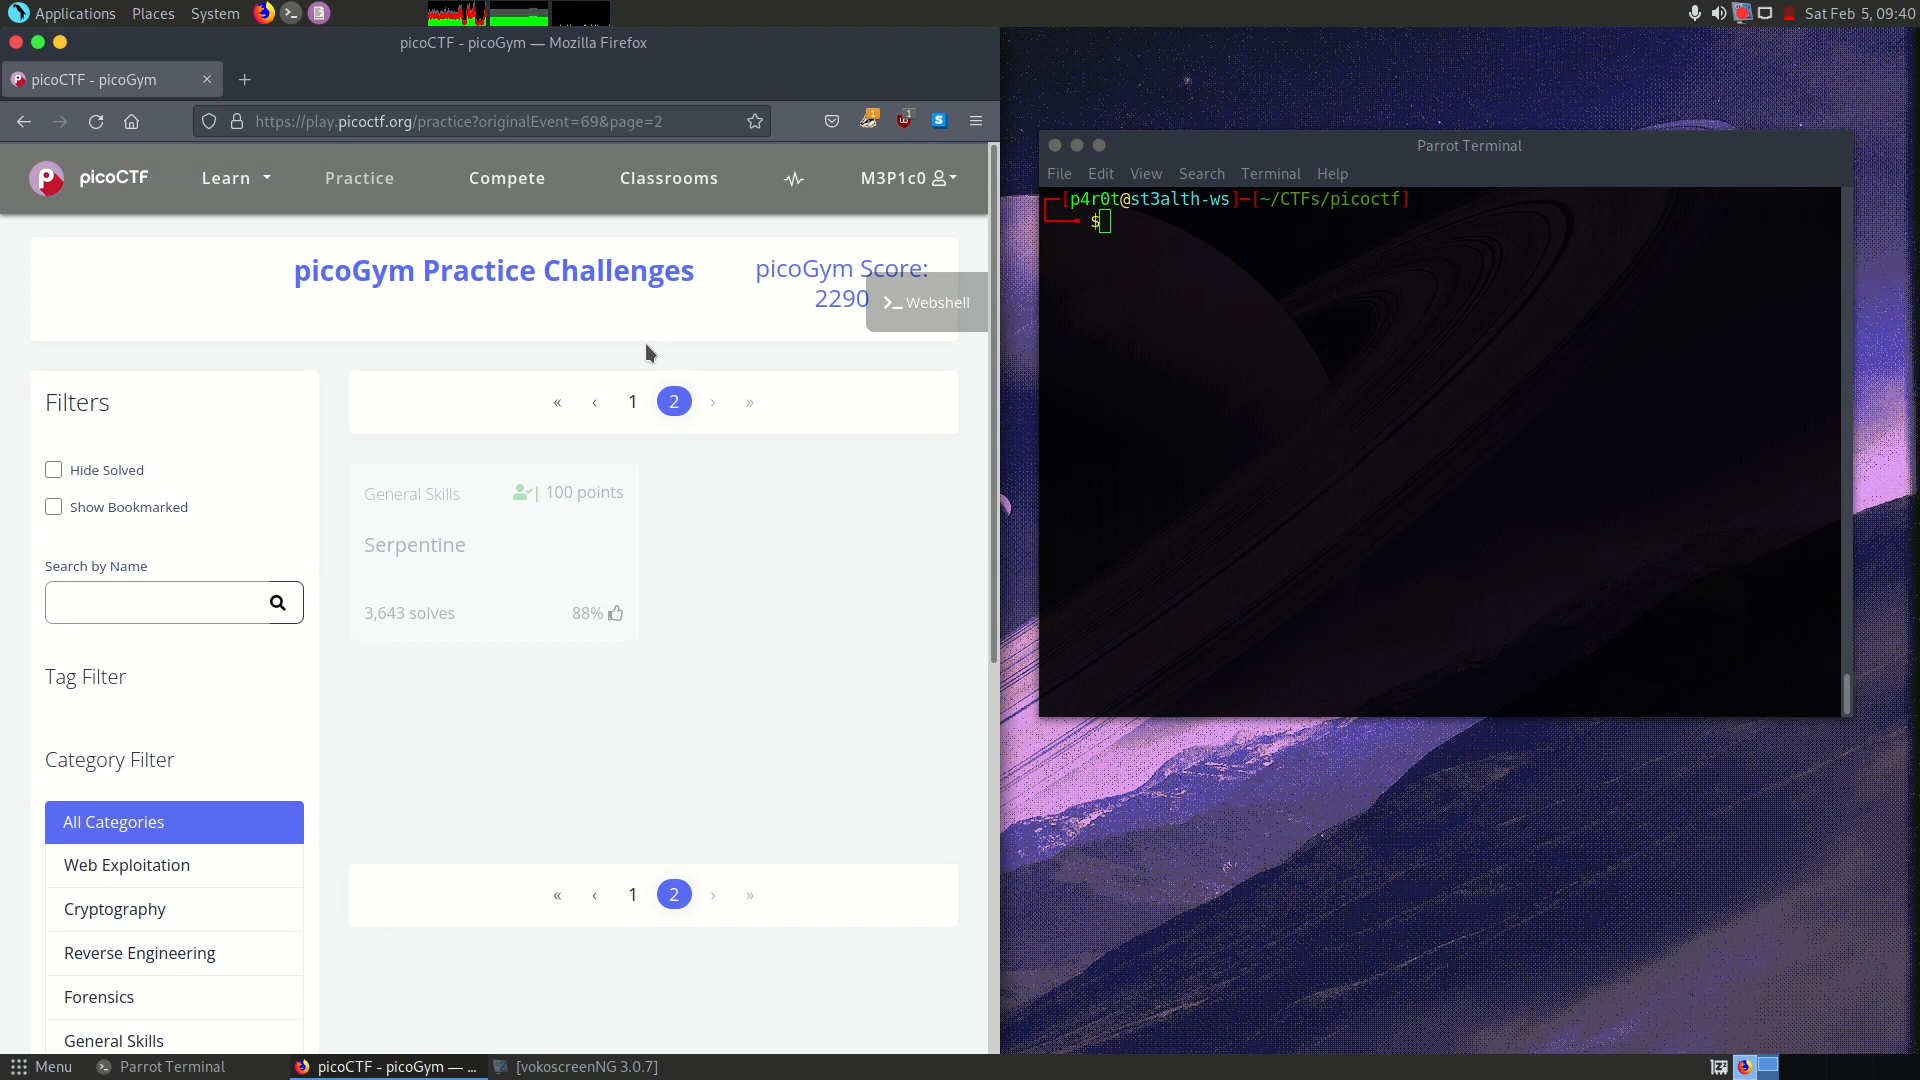 Applications Places System
Sat Feb 5, 09:40
picoCTF - picoGym — Mozilla Firefox
picoCTF - picoGym
https://play.picoctf.org/practice?originalEvent=69&page=2
1
1
S
picoCTF
Learn
Practice
Compete
Classrooms
M3P1c0
picoGym Practice Challenges
picoGym Score:
2290
Webshell
Filters
Hide Solved
Show Bookmarked
Search by Name
Tag Filter
Category Filter
All Categories
Web Exploitation
Cryptography
Reverse Engineering
Forensics
General Skills
« ‹ 1 2 › »
General Skills
| 100 points
Serpentine
3,643 solves
88%
« ‹ 1 2 › »
Parrot Terminal
File Edit View Search Terminal Help
┌─[p4r0t@st3alth-ws]─[~/CTFs/picoctf]
└──╼ $
Menu
Parrot Terminal
picoCTF - picoGym — ...
[vokoscreenNG 3.0.7]